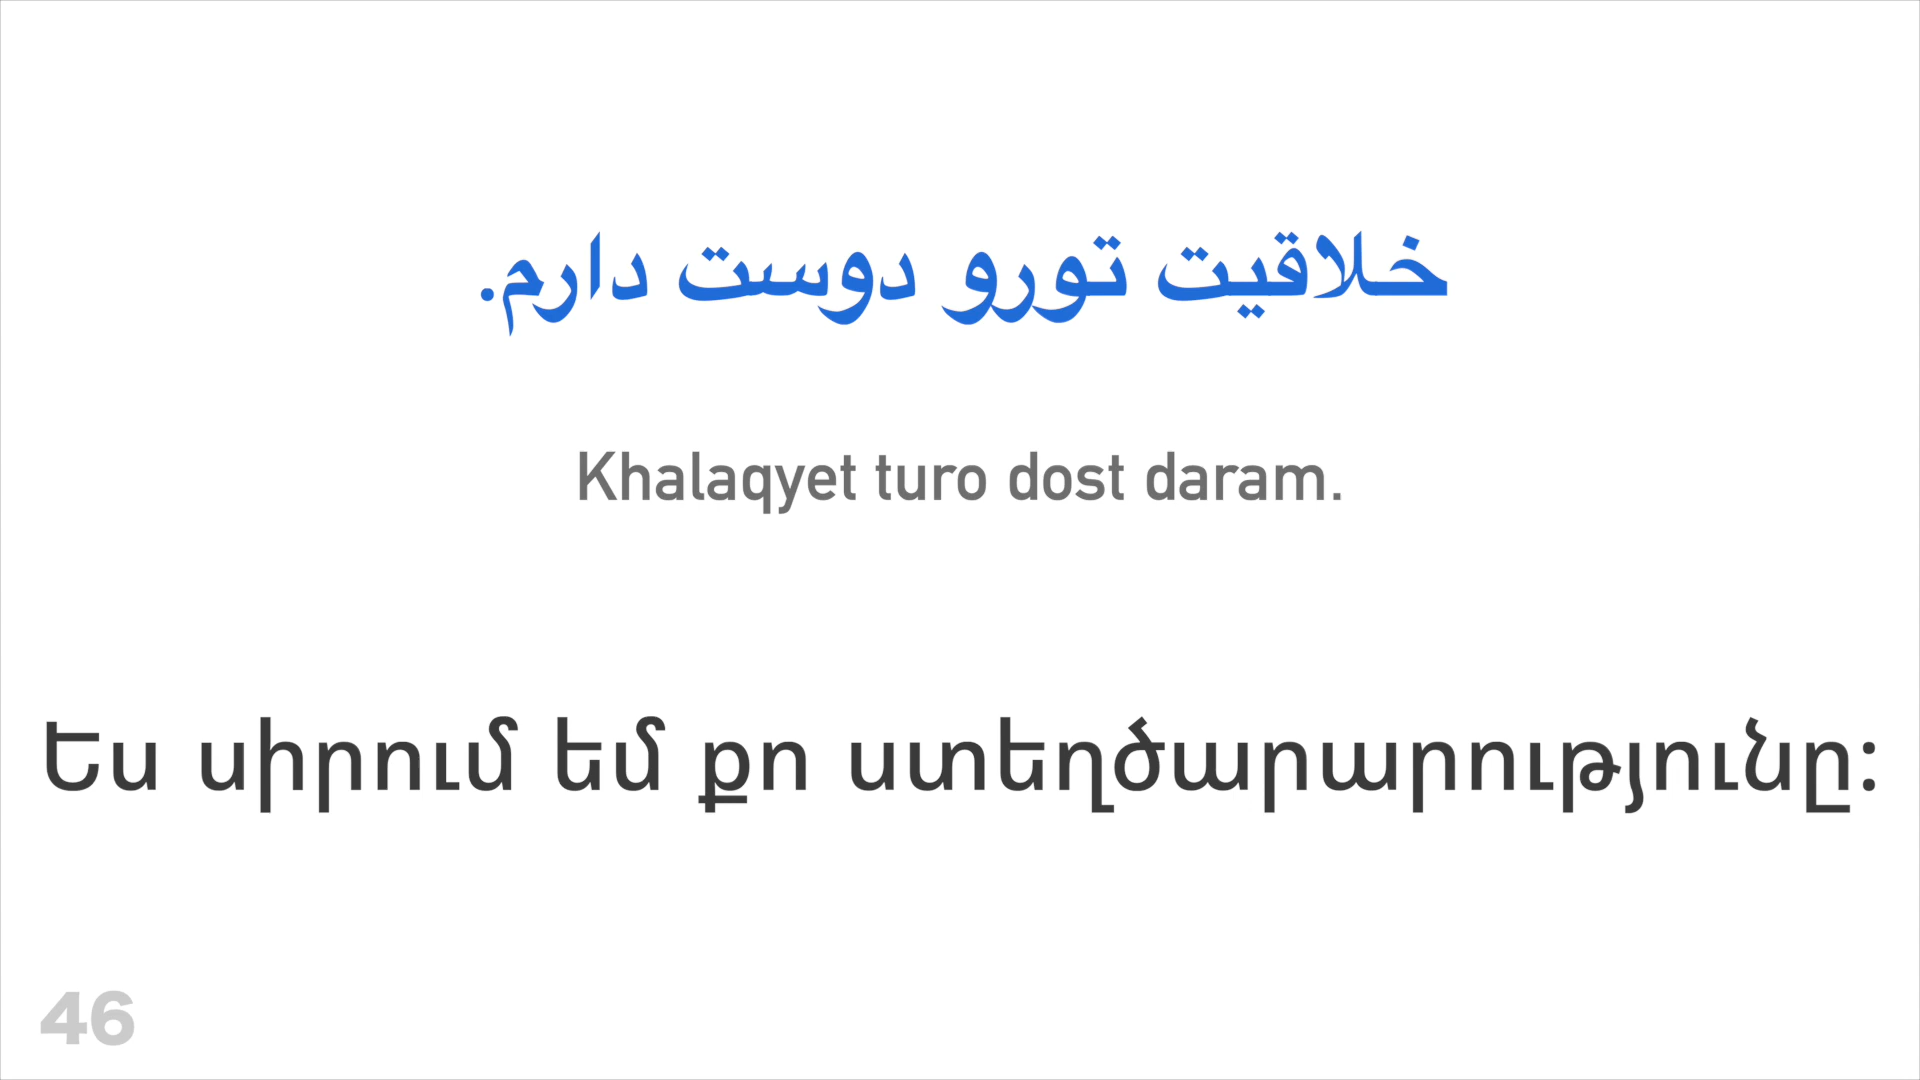 خلاقیت تورو دوست دارم.
Khalaqyet turo dost daram.
Ես սիրում եմ քո ստեղծարարությունը:
46